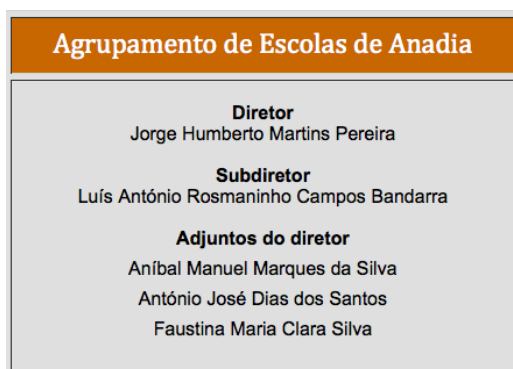 Agrupamento de Escolas de Anadia
Diretor
Jorge Humberto Martins Pereira
Subdiretor
Luís António Rosmaninho Campos Bandarra
Adjuntos do diretor
Aníbal Manuel Marques da Silva
António José Dias dos Santos
Faustina Maria Clara Silva